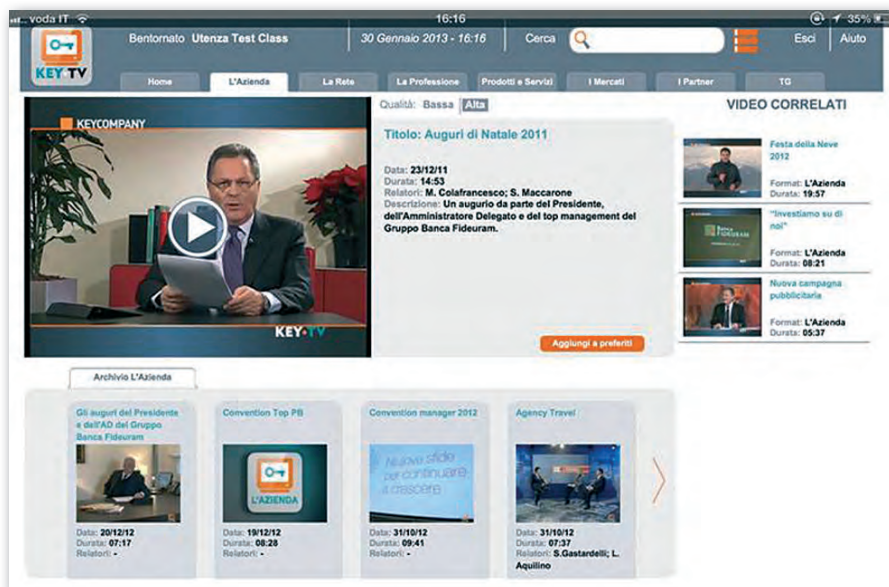 voda IT 16:16 35%
KEY TV
Bentornato Utenza Test Class
30 Gennaio 2013 - 16:16
Cerca
Esci
Aiuto
Home
L'Azienda
La Rete
La Professione
Prodotti e Servizi
I Mercati
I Partner
TG
KEYCOMPANY
KEY TV
Qualità: Bassa Alta
Titolo: Auguri di Natale 2011
Data: 23/12/11
Durata: 14:53
Relatori: M. Colafrancesco; S. Maccarone
Descrizione: Un augurio da parte del Presidente,
dell'Amministratore Delegato e del top management del
Gruppo Banca Fideuram.
Aggiungi a preferiti
VIDEO CORRELATI
Festa della Neve
2012
Format: L'Azienda
Durata: 19:57
BANCA
FIDEURAM
"Investiamo su di
noi"
Format: L'Azienda
Durata: 08:21
Nuova campagna
pubblicitaria
Format: L'Azienda
Durata: 05:37
Archivio L'Azienda
Gli auguri del Presidente
e dell'AD del Gruppo
Banca Fideuram
Data: 20/12/12
Durata: 07:17
Relatori: -
Convention Top PB
L'AZIENDA
Data: 19/12/12
Durata: 08:28
Relatori: -
Convention manager 2012
Nuove sfide
per continuare
a crescere
Data: 31/10/12
Durata: 09:41
Relatori: -
Agency Travel
Data: 31/10/12
Durata: 07:37
Relatori: S.Gastardelli; L.
Aquilino